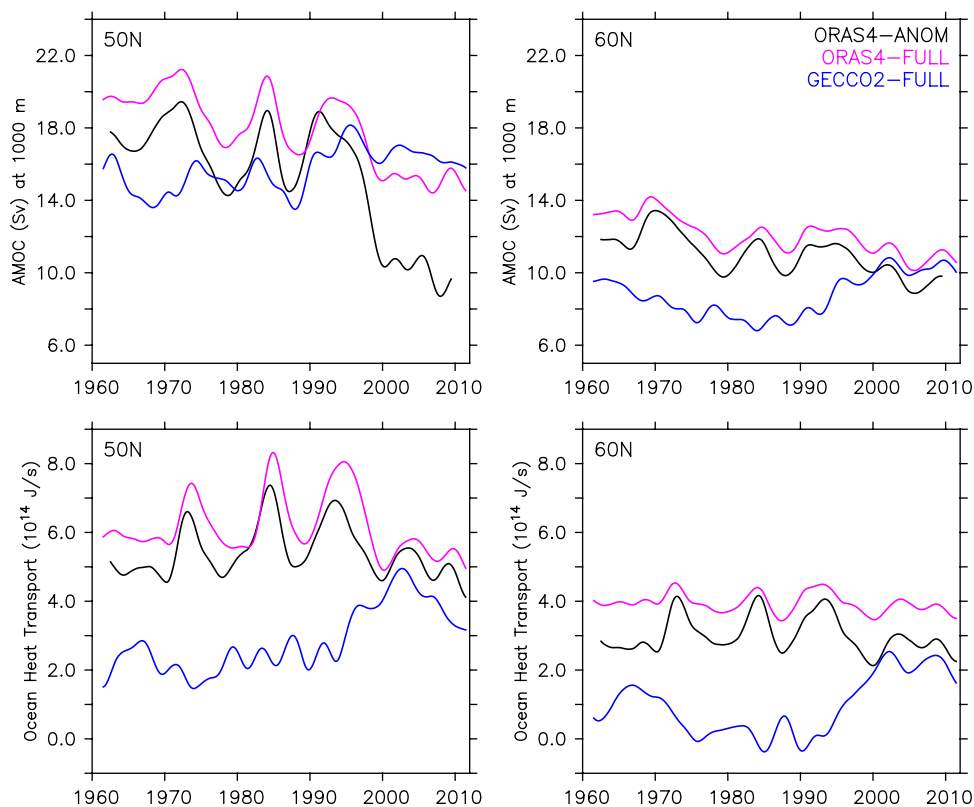 50N
22.0
18.0
14.0
10.0
6.0
AMOC (Sv) at 1000 m
1960 1970 1980 1990 2000 2010
60N
ORAS4-ANOM
ORAS4-FULL
GECCO2-FULL
22.0
18.0
14.0
10.0
6.0
AMOC (Sv) at 1000 m
1960 1970 1980 1990 2000 2010
50N
8.0
6.0
4.0
2.0
0.0
Ocean Heat Transport (10¹⁴ J/s)
1960 1970 1980 1990 2000 2010
60N
8.0
6.0
4.0
2.0
0.0
Ocean Heat Transport (10¹⁴ J/s)
1960 1970 1980 1990 2000 2010